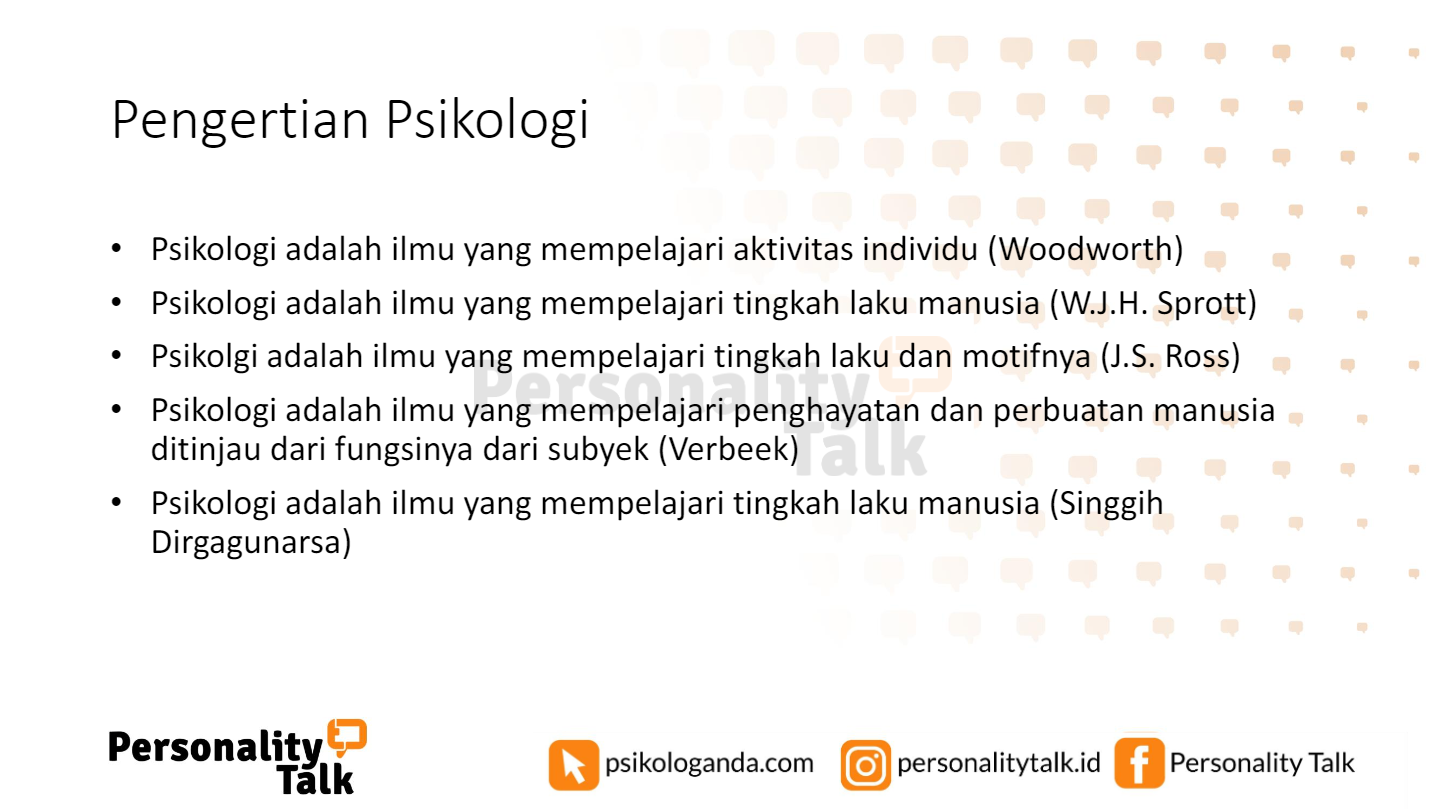 Pengertian Psikologi
• Psikologi adalah ilmu yang mempelajari aktivitas individu (Woodworth)
• Psikologi adalah ilmu yang mempelajari tingkah laku manusia (W.J.H. Sprott)
• Psikolgi adalah ilmu yang mempelajari tingkah laku dan motifnya (J.S. Ross)
• Psikologi adalah ilmu yang mempelajari penghayatan dan perbuatan manusia
ditinjau dari fungsinya dari subyek (Verbeek)
• Psikologi adalah ilmu yang mempelajari tingkah laku manusia (Singgih
Dirgagunarsa)
Personality
Talk
Personality
Talk
psikologanda.com
personalitytalk.id
Personality Talk